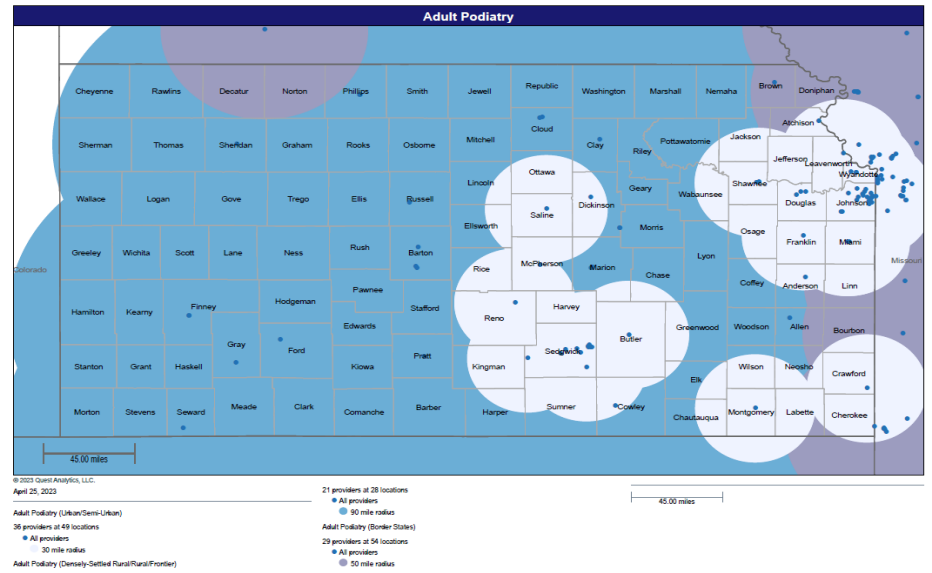 Adult Podiatry
Cheyenne Rawlins Decatur Norton Phillips Smith Jewell Republic Washington Marshall Nemaha Brown Doniphan
Sherman Thomas Sheridan Graham Rooks Osborne Mitchell Cloud Clay Riley Pottawatomie Jackson Atchison
Jefferson Leavenworth
Wyandotte
Wallace Logan Gove Trego Ellis Russell Lincoln Ottawa Saline Dickinson Geary Wabaunsee Shawnee Douglas Johnson
Ellsworth Morris Osage
Greeley Wichita Scott Lane Ness Rush Barton Rice McPherson Marion Chase Lyon Franklin Miami
Colorado
Missouri
Pawnee Coffey Anderson Linn
Hamilton Kearny Finney Hodgeman Stafford Reno Harvey
Edwards Butler Greenwood Woodson Allen Bourbon
Gray Ford Sedgwick
Stanton Grant Haskell Kiowa Pratt Kingman Elk Wilson Neosho Crawford
Morton Stevens Seward Meade Clark Comanche Barber Harper Sumner Cowley Chautauqua Montgomery Labette Cherokee
45.00 miles
© 2023 Quest Analytics, LLC.
April 25, 2023
Adult Podiatry (Urban/Semi-Urban)
36 providers at 49 locations
All providers
30 mile radius
Adult Podiatry (Densely-Settled Rural/Rural/Frontier)
21 providers at 28 locations
All providers
90 mile radius
Adult Podiatry (Border States)
29 providers at 54 locations
All providers
50 mile radius
45.00 miles